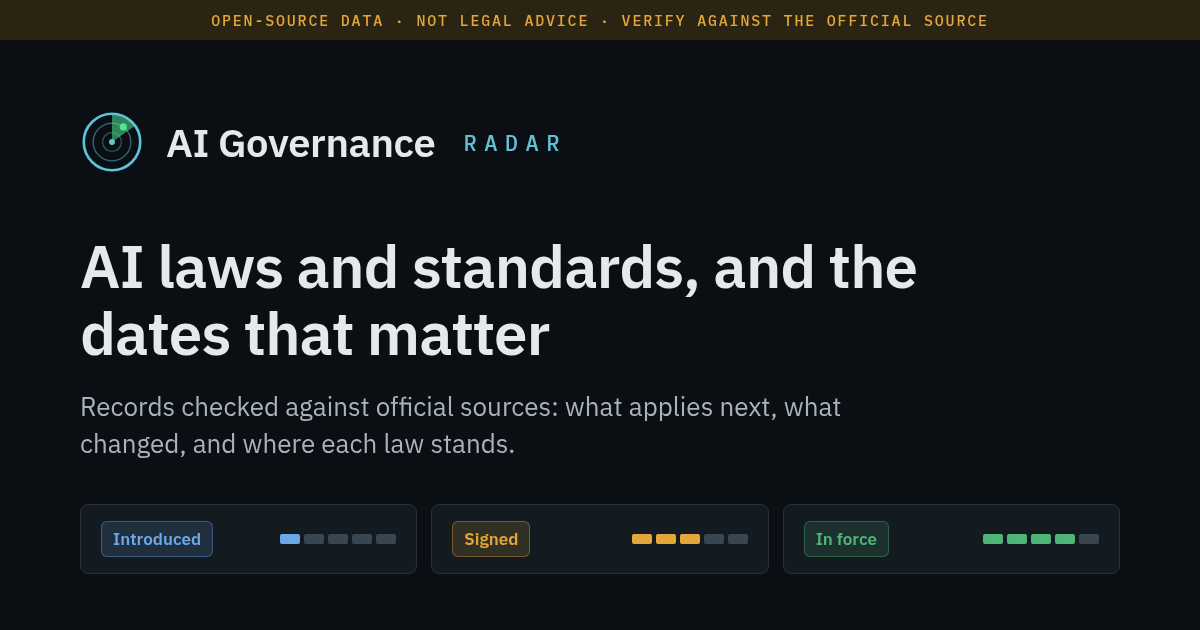 OPEN-SOURCE DATA · NOT LEGAL ADVICE · VERIFY AGAINST THE OFFICIAL SOURCE
AI Governance RADAR
AI laws and standards, and the
dates that matter
Records checked against official sources: what applies next, what
changed, and where each law stands.
Introduced
Signed
In force